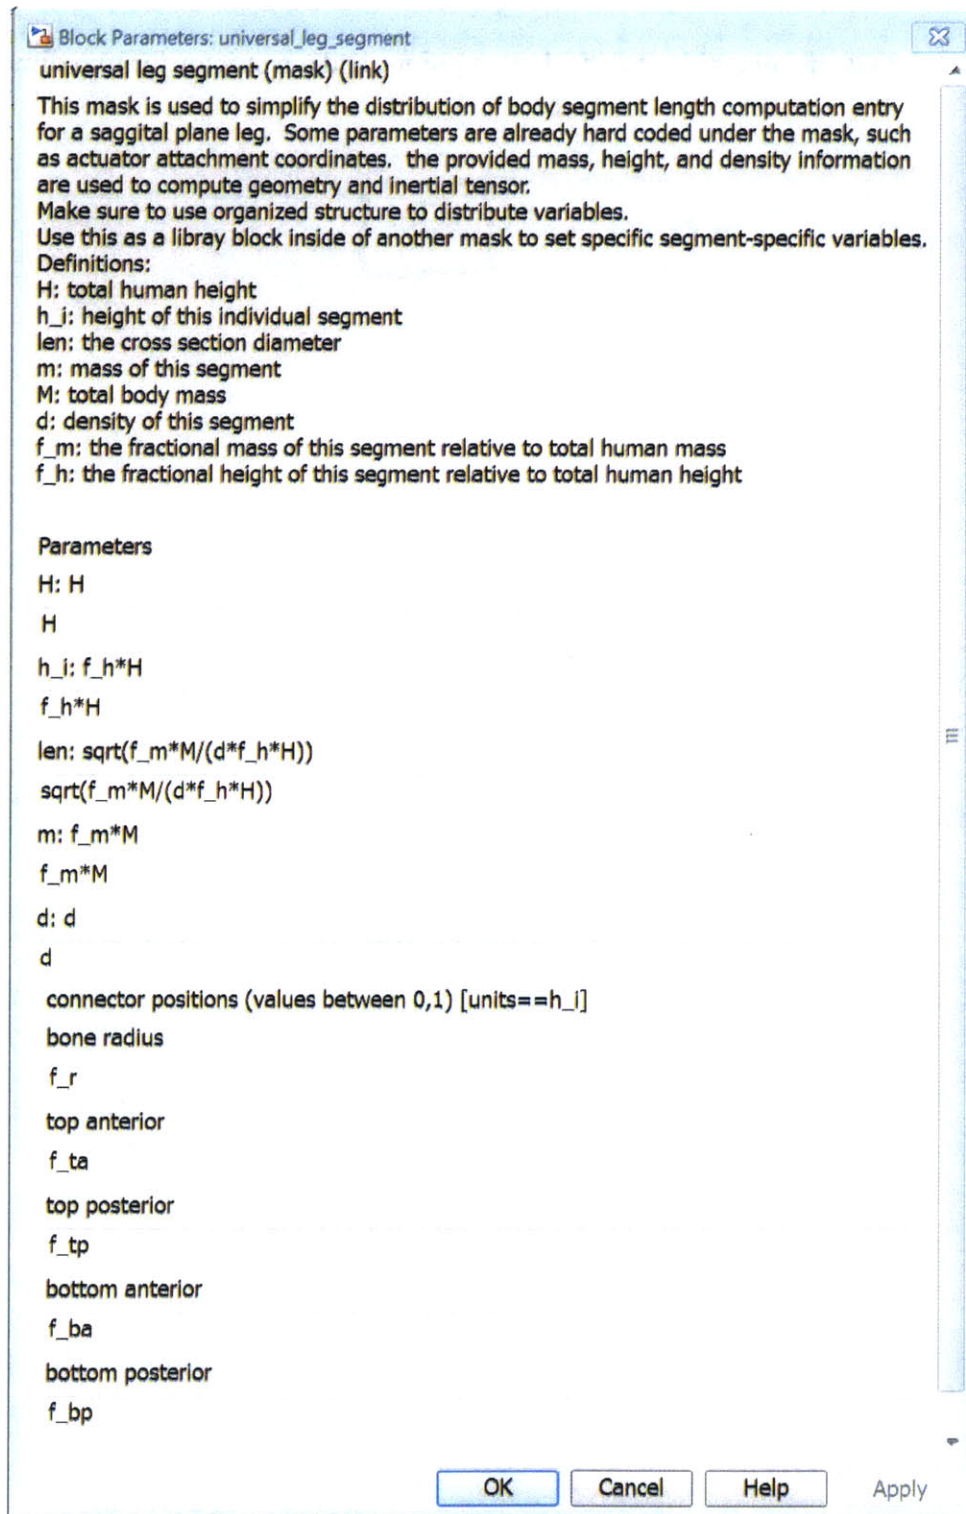 Block Parameters: universal_leg_segment
universal leg segment (mask) (link)
This mask is used to simplify the distribution of body segment length computation entry
for a saggital plane leg. Some parameters are already hard coded under the mask, such
as actuator attachment coordinates. the provided mass, height, and density information
are used to compute geometry and inertial tensor.
Make sure to use organized structure to distribute variables.
Use this as a libray block inside of another mask to set specific segment-specific variables.
Definitions:
H: total human height
h_i: height of this individual segment
len: the cross section diameter
m: mass of this segment
M: total body mass
d: density of this segment
f_m: the fractional mass of this segment relative to total human mass
f_h: the fractional height of this segment relative to total human height
Parameters
H: H
H
h_i: f_h*H
f_h*H
len: sqrt(f_m*M/(d*f_h*H))
sqrt(f_m*M/(d*f_h*H))
m: f_m*M
f_m*M
d: d
d
connector positions (values between 0,1) [units==h_i]
bone radius
f_r
top anterior
f_ta
top posterior
f_tp
bottom anterior
f_ba
bottom posterior
f_bp
OK Cancel Help Apply